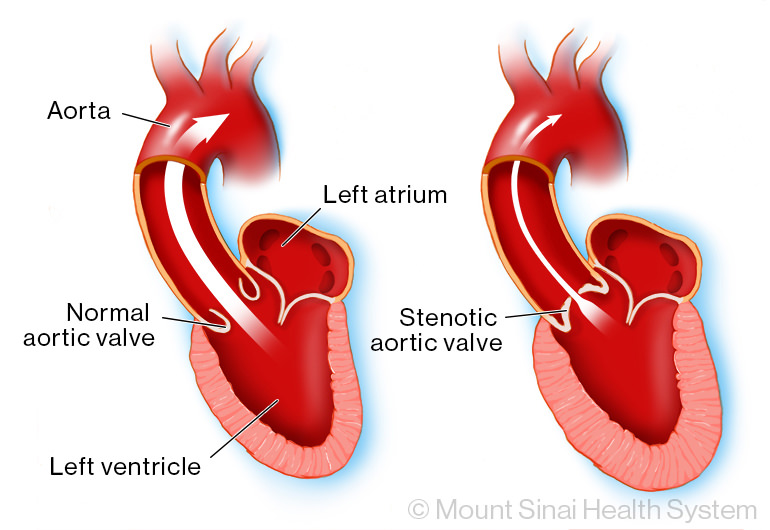 Aorta
Left atrium
Normal
aortic valve
Stenotic
aortic valve
Left ventricle
© Mount Sinai Health System